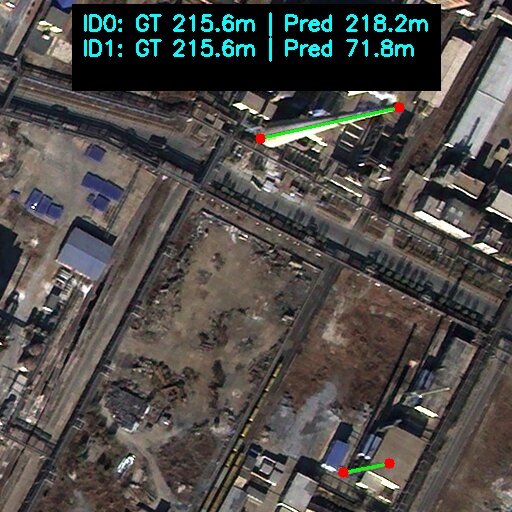 ID0: GT 215.6m | Pred 218.2m
ID1: GT 215.6m | Pred 71.8m